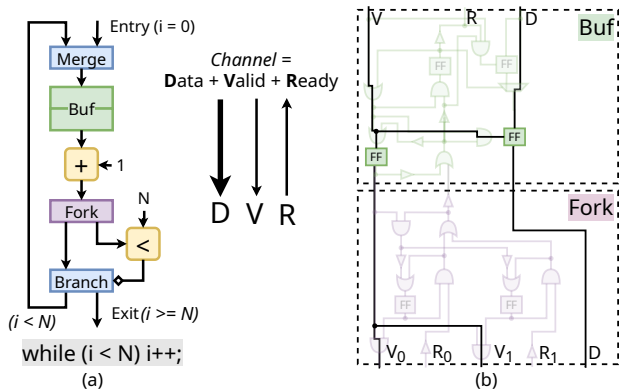 Entry (i = 0)
Merge
Buf
+
1
Fork
N
<
Branch
(i < N)
Exit(i >= N)
while (i < N) i++;
(a)
Channel =
Data + Valid + Ready
D V R
V R D
Buf
FF
FF
FF
FF
Fork
FF
FF
V0 R0 V1 R1 D
(b)